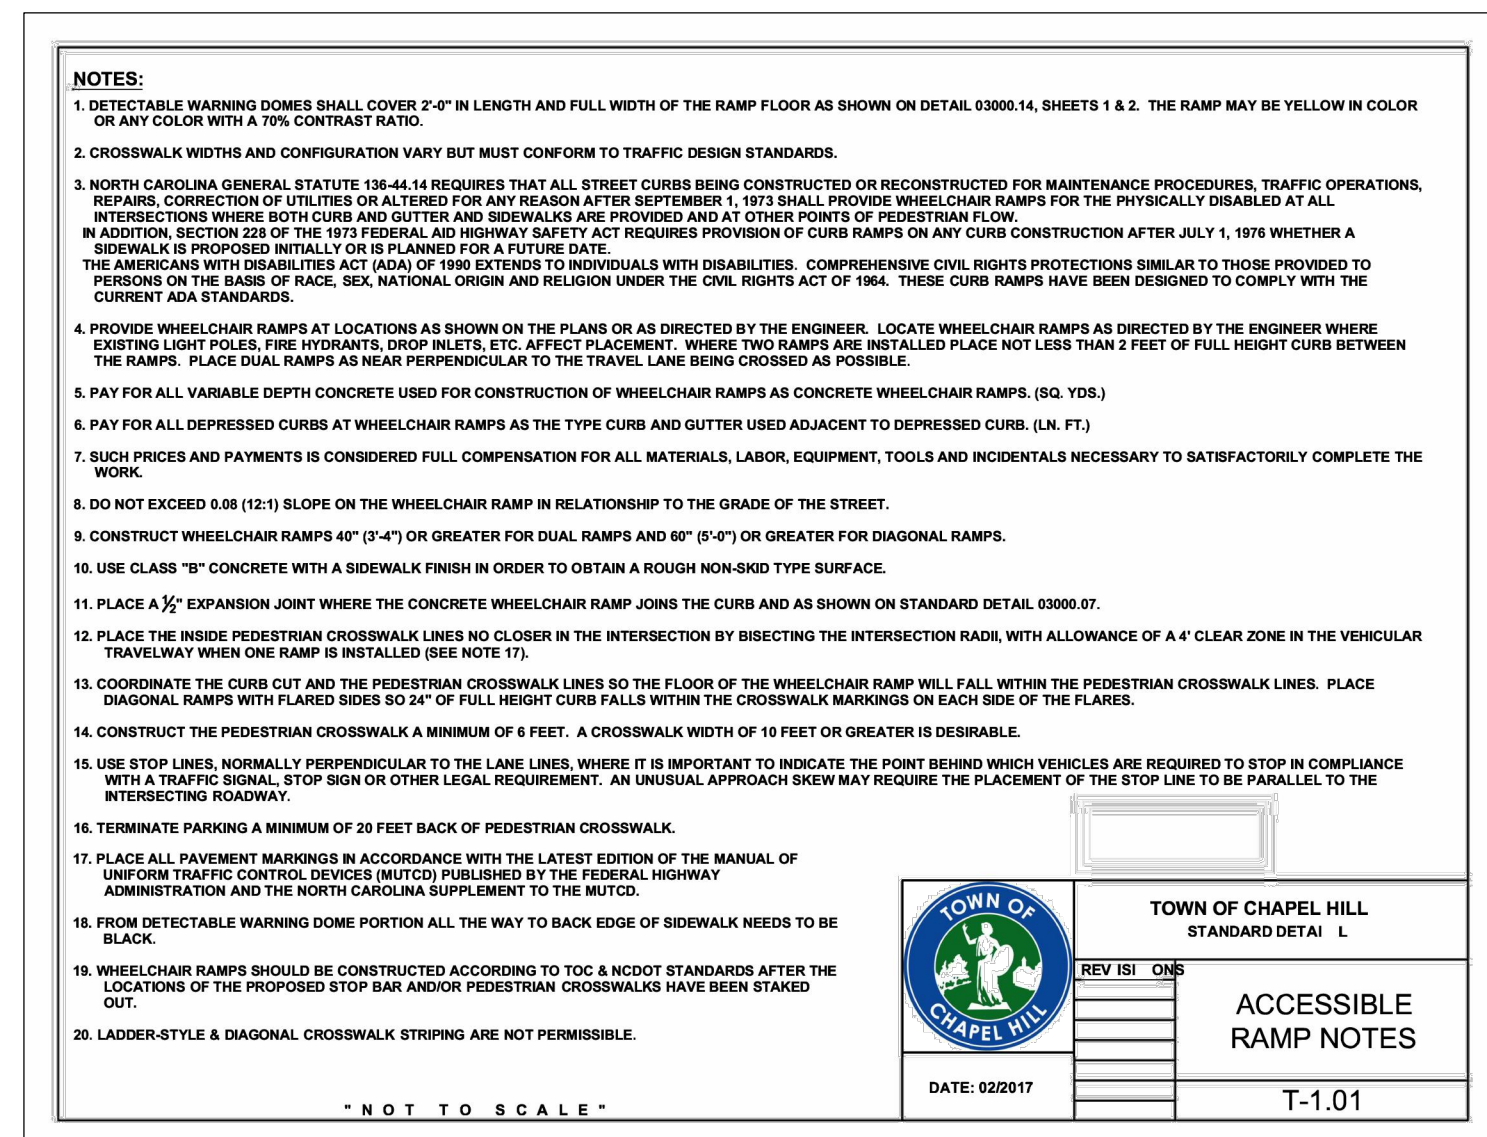 NOTES:
1. DETECTABLE WARNING DOMES SHALL COVER 2'-0" IN LENGTH AND FULL WIDTH OF THE RAMP FLOOR AS SHOWN ON DETAIL 03000.14, SHEETS 1 & 2. THE RAMP MAY BE YELLOW IN COLOR
OR ANY COLOR WITH A 70% CONTRAST RATIO.
2. CROSSWALK WIDTHS AND CONFIGURATION VARY BUT MUST CONFORM TO TRAFFIC DESIGN STANDARDS.
3. NORTH CAROLINA GENERAL STATUTE 136-44.14 REQUIRES THAT ALL STREET CURBS BEING CONSTRUCTED OR RECONSTRUCTED FOR MAINTENANCE PROCEDURES, TRAFFIC OPERATIONS,
REPAIRS, CORRECTION OF UTILITIES OR ALTERED FOR ANY REASON AFTER SEPTEMBER 1, 1973 SHALL PROVIDE WHEELCHAIR RAMPS FOR THE PHYSICALLY DISABLED AT ALL
INTERSECTIONS WHERE BOTH CURB AND GUTTER AND SIDEWALKS ARE PROVIDED AND AT OTHER POINTS OF PEDESTRIAN FLOW.
IN ADDITION, SECTION 228 OF THE 1973 FEDERAL AID HIGHWAY SAFETY ACT REQUIRES PROVISION OF CURB RAMPS ON ANY CURB CONSTRUCTION AFTER JULY 1, 1976 WHETHER A
SIDEWALK IS PROPOSED INITIALLY OR IS PLANNED FOR A FUTURE DATE.
THE AMERICANS WITH DISABILITIES ACT (ADA) OF 1990 EXTENDS TO INDIVIDUALS WITH DISABILITIES. COMPREHENSIVE CIVIL RIGHTS PROTECTIONS SIMILAR TO THOSE PROVIDED TO
PERSONS ON THE BASIS OF RACE, SEX, NATIONAL ORIGIN AND RELIGION UNDER THE CIVIL RIGHTS ACT OF 1964. THESE CURB RAMPS HAVE BEEN DESIGNED TO COMPLY WITH THE
CURRENT ADA STANDARDS.
4. PROVIDE WHEELCHAIR RAMPS AT LOCATIONS AS SHOWN ON THE PLANS OR AS DIRECTED BY THE ENGINEER. LOCATE WHEELCHAIR RAMPS AS DIRECTED BY THE ENGINEER WHERE
EXISTING LIGHT POLES, FIRE HYDRANTS, DROP INLETS, ETC. AFFECT PLACEMENT. WHERE TWO RAMPS ARE INSTALLED PLACE NOT LESS THAN 2 FEET OF FULL HEIGHT CURB BETWEEN
THE RAMPS. PLACE DUAL RAMPS AS NEAR PERPENDICULAR TO THE TRAVEL LANE BEING CROSSED AS POSSIBLE.
5. PAY FOR ALL VARIABLE DEPTH CONCRETE USED FOR CONSTRUCTION OF WHEELCHAIR RAMPS AS CONCRETE WHEELCHAIR RAMPS. (SQ. YDS.)
6. PAY FOR ALL DEPRESSED CURBS AT WHEELCHAIR RAMPS AS THE TYPE CURB AND GUTTER USED ADJACENT TO DEPRESSED CURB. (LN. FT.)
7. SUCH PRICES AND PAYMENTS IS CONSIDERED FULL COMPENSATION FOR ALL MATERIALS, LABOR, EQUIPMENT, TOOLS AND INCIDENTALS NECESSARY TO SATISFACTORILY COMPLETE THE
WORK.
8. DO NOT EXCEED 0.08 (12:1) SLOPE ON THE WHEELCHAIR RAMP IN RELATIONSHIP TO THE GRADE OF THE STREET.
9. CONSTRUCT WHEELCHAIR RAMPS 40" (3'-4") OR GREATER FOR DUAL RAMPS AND 60" (5'-0") OR GREATER FOR DIAGONAL RAMPS.
10. USE CLASS "B" CONCRETE WITH A SIDEWALK FINISH IN ORDER TO OBTAIN A ROUGH NON-SKID TYPE SURFACE.
11. PLACE A ½" EXPANSION JOINT WHERE THE CONCRETE WHEELCHAIR RAMP JOINS THE CURB AND AS SHOWN ON STANDARD DETAIL 03000.07.
12. PLACE THE INSIDE PEDESTRIAN CROSSWALK LINES NO CLOSER IN THE INTERSECTION BY BISECTING THE INTERSECTION RADII, WITH ALLOWANCE OF A 4' CLEAR ZONE IN THE VEHICULAR
TRAVELWAY WHEN ONE RAMP IS INSTALLED (SEE NOTE 17).
13. COORDINATE THE CURB CUT AND THE PEDESTRIAN CROSSWALK LINES SO THE FLOOR OF THE WHEELCHAIR RAMP WILL FALL WITHIN THE PEDESTRIAN CROSSWALK LINES. PLACE
DIAGONAL RAMPS WITH FLARED SIDES SO 24" OF FULL HEIGHT CURB FALLS WITHIN THE CROSSWALK MARKINGS ON EACH SIDE OF THE FLARES.
14. CONSTRUCT THE PEDESTRIAN CROSSWALK A MINIMUM OF 6 FEET. A CROSSWALK WIDTH OF 10 FEET OR GREATER IS DESIRABLE.
15. USE STOP LINES, NORMALLY PERPENDICULAR TO THE LANE LINES, WHERE IT IS IMPORTANT TO INDICATE THE POINT BEHIND WHICH VEHICLES ARE REQUIRED TO STOP IN COMPLIANCE
WITH A TRAFFIC SIGNAL, STOP SIGN OR OTHER LEGAL REQUIREMENT. AN UNUSUAL APPROACH SKEW MAY REQUIRE THE PLACEMENT OF THE STOP LINE TO BE PARALLEL TO THE
INTERSECTING ROADWAY.
16. TERMINATE PARKING A MINIMUM OF 20 FEET BACK OF PEDESTRIAN CROSSWALK.
17. PLACE ALL PAVEMENT MARKINGS IN ACCORDANCE WITH THE LATEST EDITION OF THE MANUAL OF
UNIFORM TRAFFIC CONTROL DEVICES (MUTCD) PUBLISHED BY THE FEDERAL HIGHWAY
ADMINISTRATION AND THE NORTH CAROLINA SUPPLEMENT TO THE MUTCD.
18. FROM DETECTABLE WARNING DOME PORTION ALL THE WAY TO BACK EDGE OF SIDEWALK NEEDS TO BE
BLACK.
19. WHEELCHAIR RAMPS SHOULD BE CONSTRUCTED ACCORDING TO TOC & NCDOT STANDARDS AFTER THE
LOCATIONS OF THE PROPOSED STOP BAR AND/OR PEDESTRIAN CROSSWALKS HAVE BEEN STAKED
OUT.
20. LADDER-STYLE & DIAGONAL CROSSWALK STRIPING ARE NOT PERMISSIBLE.
"NOT TO SCALE"
TOWN OF
CHAPEL HILL
DATE: 02/2017
TOWN OF CHAPEL HILL
STANDARD DETAIL
REVISIONS
ACCESSIBLE
RAMP NOTES
T-1.01